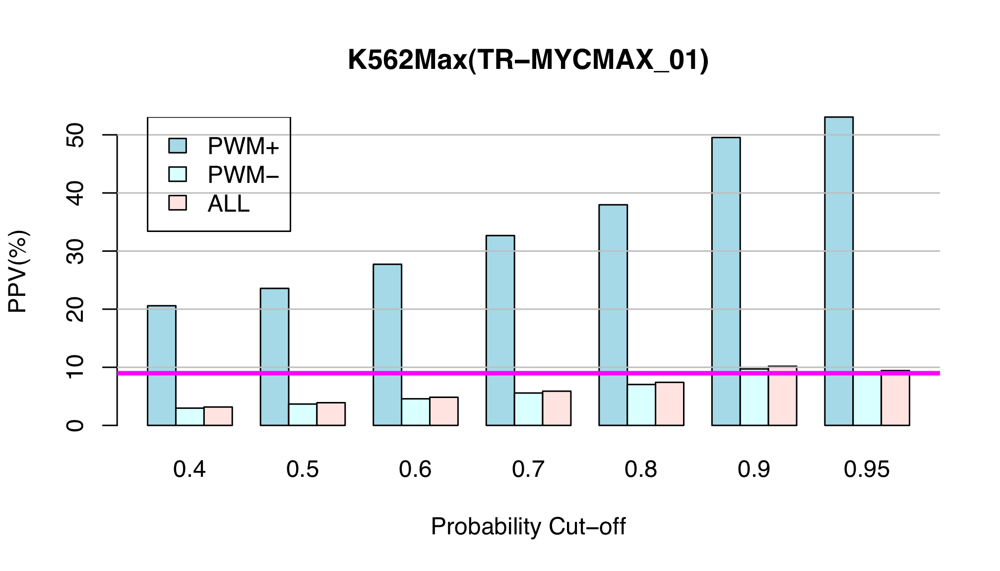 K562Max(TR−MYCMAX_01)
PWM+
PWM−
ALL
PPV(%)
50
40
30
20
10
0
0.4 0.5 0.6 0.7 0.8 0.9 0.95
Probability Cut−off